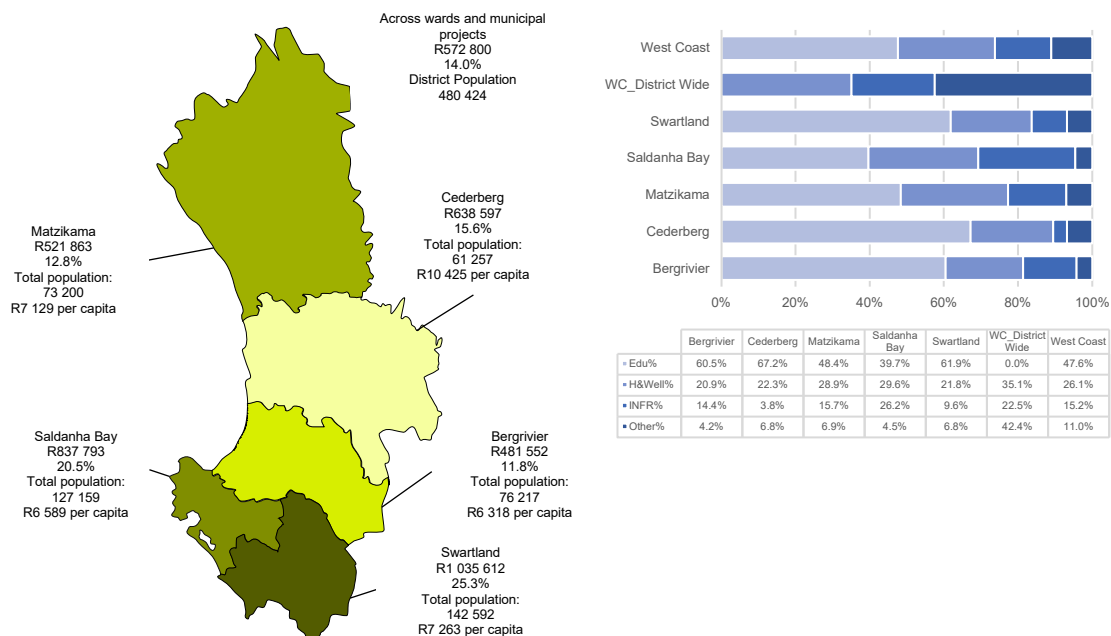 Across wards and municipal
projects
R572 800
14.0%
District Population
480 424
Cederberg
R638 597
15.6%
Total population:
61 257
R10 425 per capita
Matzikama
R521 863
12.8%
Total population:
73 200
R7 129 per capita
Saldanha Bay
R837 793
20.5%
Total population:
127 159
R6 589 per capita
Bergrivier
R481 552
11.8%
Total population:
76 217
R6 318 per capita
Swartland
R1 035 612
25.3%
Total population:
142 592
R7 263 per capita
West Coast
WC_District Wide
Swartland
Saldanha Bay
Matzikama
Cederberg
Bergrivier
0% 20% 40% 60% 80% 100%
Bergrivier Cederberg Matzikama Saldanha Bay Swartland WC_District Wide West Coast
Edu% 60.5% 67.2% 48.4% 39.7% 61.9% 0.0% 47.6%
H&Well% 20.9% 22.3% 28.9% 29.6% 21.8% 35.1% 26.1%
INFR% 14.4% 3.8% 15.7% 26.2% 9.6% 22.5% 15.2%
Other% 4.2% 6.8% 6.9% 4.5% 6.8% 42.4% 11.0%